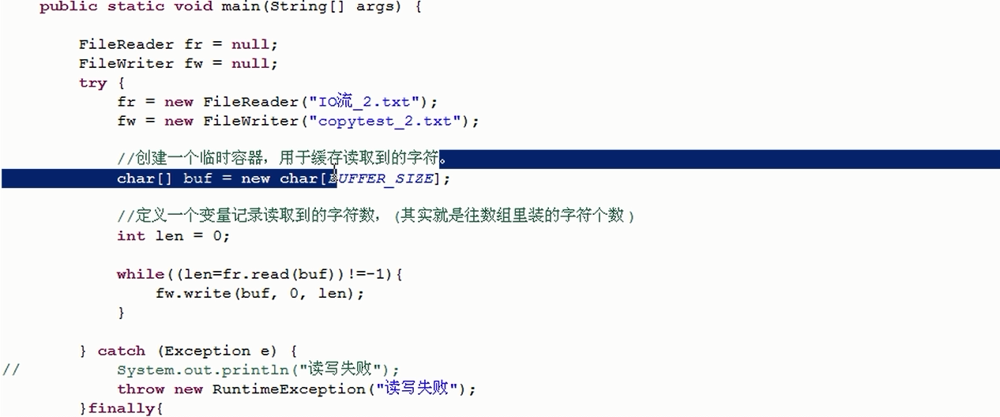 public static void main(String[] args) {
FileReader fr = null;
FileWriter fw = null;
try {
fr = new FileReader("IO流_2.txt");
fw = new FileWriter("copytest_2.txt");
//创建一个临时容器，用于缓存读取到的字符。
char[] buf = new char[BUFFER_SIZE];
//定义一个变量记录读取到的字符数，(其实就是往数组里装的字符个数)
int len = 0;
while((len=fr.read(buf))!=-1){
fw.write(buf, 0, len);
}
} catch (Exception e) {
// System.out.println("读写失败");
throw new RuntimeException("读写失败");
}finally{